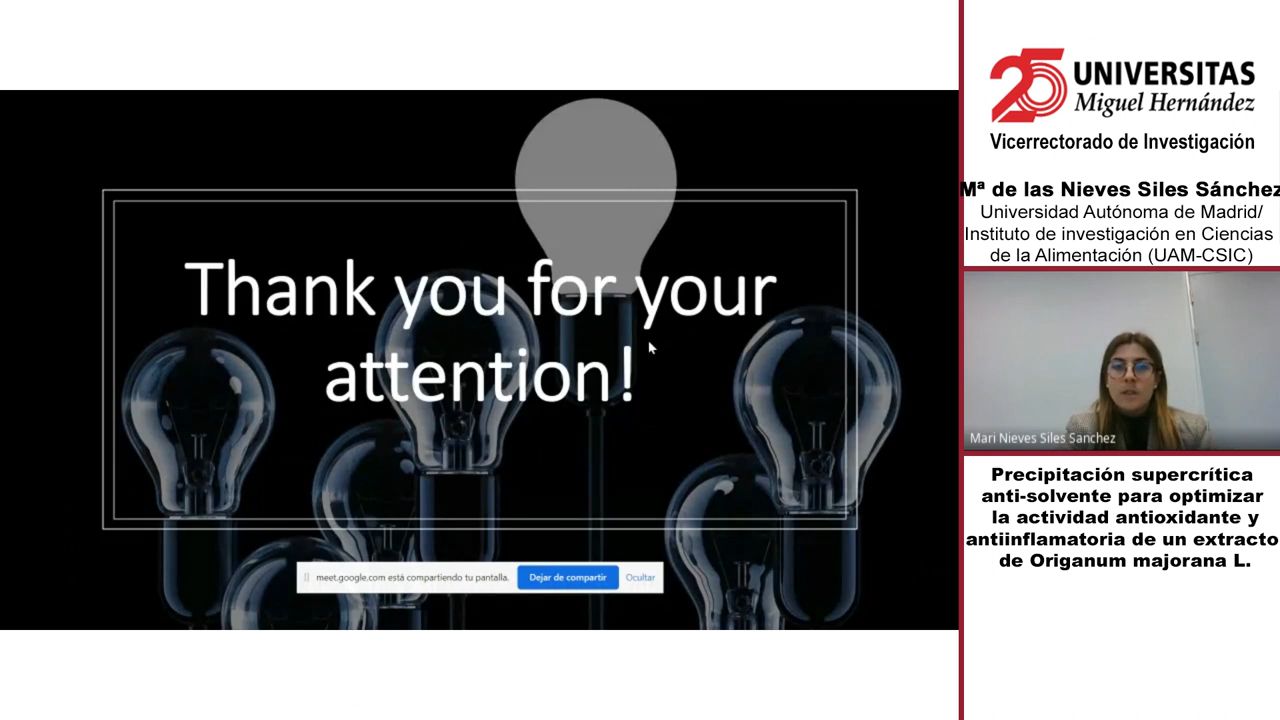 Thank you for your
attention!
meet.google.com está compartiendo tu pantalla.
Dejar de compartir
Ocultar
25 UNIVERSITAS
Miguel Hernández
Vicerrectorado de Investigación
Mª de las Nieves Siles Sánchez
Universidad Autónoma de Madrid/
Instituto de investigación en Ciencias
de la Alimentación (UAM-CSIC)
Mari Nieves Siles Sanchez
Precipitación supercrítica
anti-solvente para optimizar
la actividad antioxidante y
antiinflamatoria de un extracto
de Origanum majorana L.